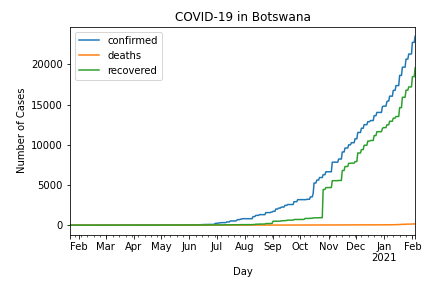 COVID-19 in Botswana
confirmed
deaths
recovered
Number of Cases
20000
15000
10000
5000
0
Feb Mar Apr May Jun Jul Aug Sep Oct Nov Dec Jan Feb
2021
Day